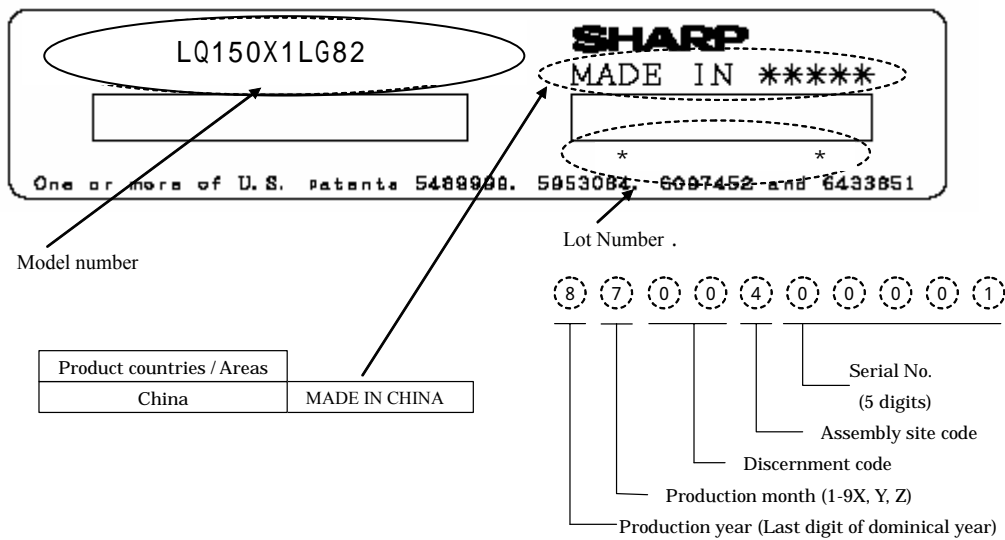 LQ150X1LG82
SHARP
MADE IN *****
* *
One or more of U.S. Patents 5489999. 5953084. 6097452 and 6433851
Lot Number .
Model number
8 7 0 0 4 0 0 0 0 1
Product countries / Areas
China MADE IN CHINA
Serial No.
(5 digits)
Assembly site code
Discernment code
Production month (1-9X, Y, Z)
Production year (Last digit of dominical year)